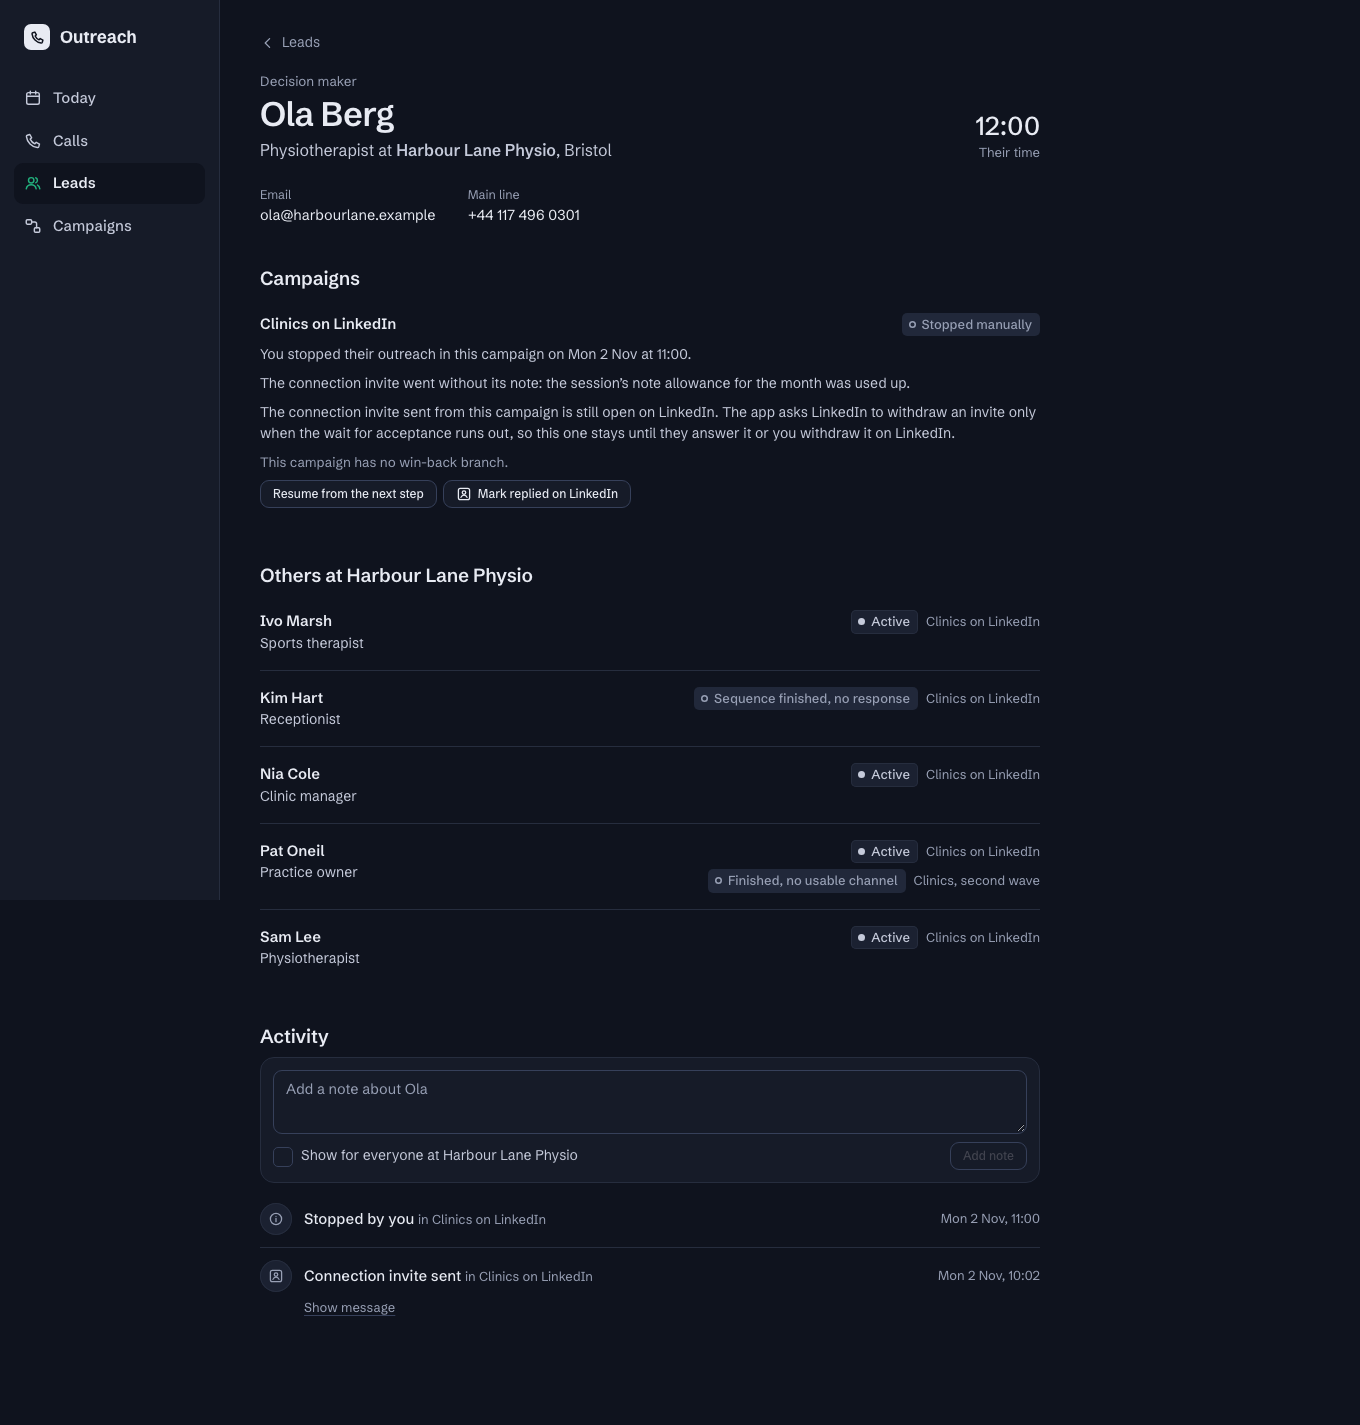 Outreach
Today
Calls
Leads
Campaigns
Leads
Decision maker
Ola Berg
Physiotherapist at Harbour Lane Physio, Bristol
12:00
Their time
Email
ola@harbourlane.example
Main line
+44 117 496 0301
Campaigns
Clinics on LinkedIn
Stopped manually
You stopped their outreach in this campaign on Mon 2 Nov at 11:00.
The connection invite went without its note: the session’s note allowance for the month was used up.
The connection invite sent from this campaign is still open on LinkedIn. The app asks LinkedIn to withdraw an invite only
when the wait for acceptance runs out, so this one stays until they answer it or you withdraw it on LinkedIn.
This campaign has no win-back branch.
Resume from the next step
Mark replied on LinkedIn
Others at Harbour Lane Physio
Ivo Marsh
Sports therapist
Active Clinics on LinkedIn
Kim Hart
Receptionist
Sequence finished, no response Clinics on LinkedIn
Nia Cole
Clinic manager
Active Clinics on LinkedIn
Pat Oneil
Practice owner
Active Clinics on LinkedIn
Finished, no usable channel Clinics, second wave
Sam Lee
Physiotherapist
Active Clinics on LinkedIn
Activity
Add a note about Ola
Show for everyone at Harbour Lane Physio
Add note
Stopped by you in Clinics on LinkedIn
Mon 2 Nov, 11:00
Connection invite sent in Clinics on LinkedIn
Mon 2 Nov, 10:02
Show message